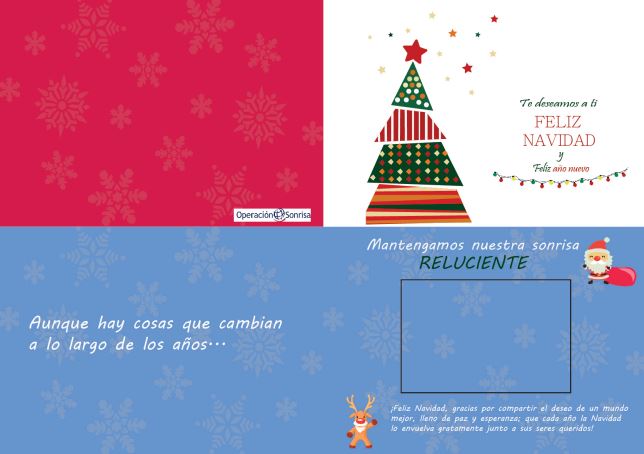 Operación Sonrisa
Te deseamos a ti
FELIZ
NAVIDAD
y
Feliz año nuevo
Aunque hay cosas que cambian
a lo largo de los años...
Mantengamos nuestra sonrisa
RELUCIENTE
¡Feliz Navidad, gracias por compartir el deseo de un mundo
mejor, lleno de paz y esperanza; que cada año la Navidad
lo envuelva gratamente junto a sus seres queridos!